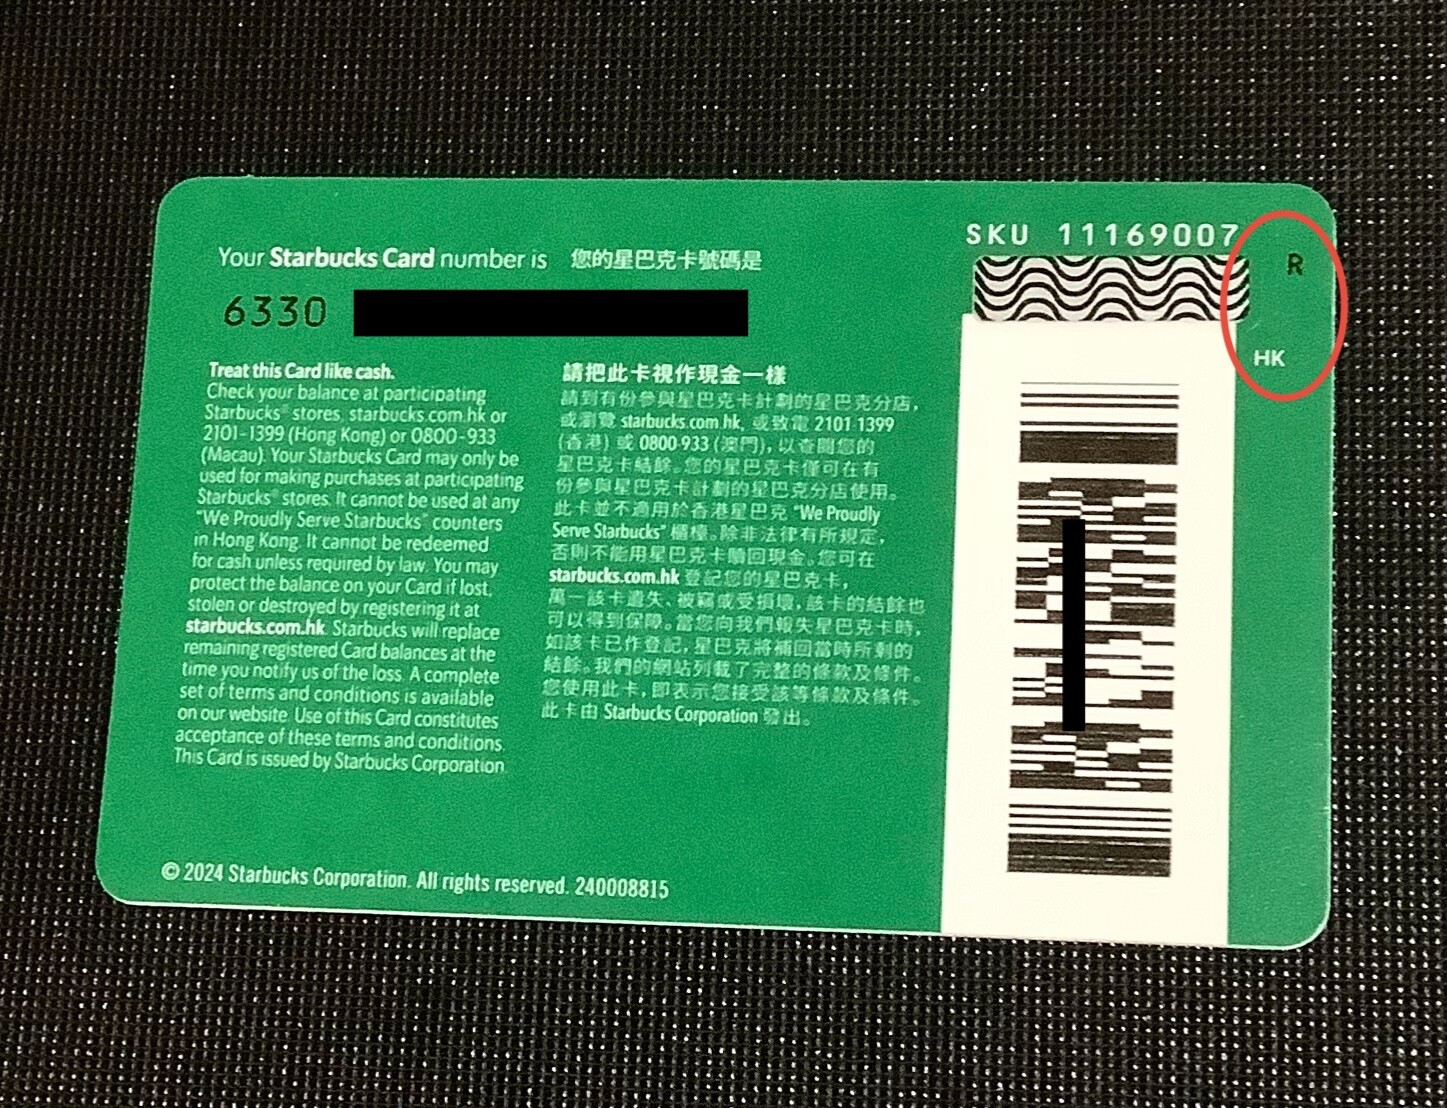 SKU 11169007
R
HK
Your Starbucks Card number is 您的星巴克卡號碼是
6330
Treat this Card like cash.
Check your balance at participating
Starbucks® stores, starbucks.com.hk or
2101-1399 (Hong Kong) or 0800-933
(Macau). Your Starbucks Card may only be
used for making purchases at participating
Starbucks® stores. It cannot be used at any
"We Proudly Serve Starbucks" counters
in Hong Kong. It cannot be redeemed
for cash unless required by law. You may
protect the balance on your Card if lost,
stolen or destroyed by registering it at
starbucks.com.hk. Starbucks will replace
remaining registered Card balances at the
time you notify us of the loss. A complete
set of terms and conditions is available
on our website. Use of this Card constitutes
acceptance of these terms and conditions.
This Card is issued by Starbucks Corporation.
請把此卡視作現金一樣
請到有份參與星巴克卡計劃的星巴克分店，
或瀏覽 starbucks.com.hk, 或致電 2101 1399
(香港) 或 0800-933 (澳門)，以查閱您的
星巴克卡結餘。您的星巴克卡僅可在有
份參與星巴克卡計劃的星巴克分店使用。
此卡並不適用於香港星巴克 "We Proudly
Serve Starbucks" 櫃檯。除非法律有所規定，
否則不能用星巴克卡贖回現金。您可在
starbucks.com.hk 登記您的星巴克卡，
萬一該卡遺失、被竊或受損壞，該卡的結餘也
可以得到保障。當您向我們報失星巴克卡時，
如該卡已作登記，星巴克將補回當時所剩的
結餘。我們的網站列載了完整的條款及條件。
您使用此卡，即表示您接受該等條款及條件。
此卡由 Starbucks Corporation 發出。
© 2024 Starbucks Corporation. All rights reserved. 240008815